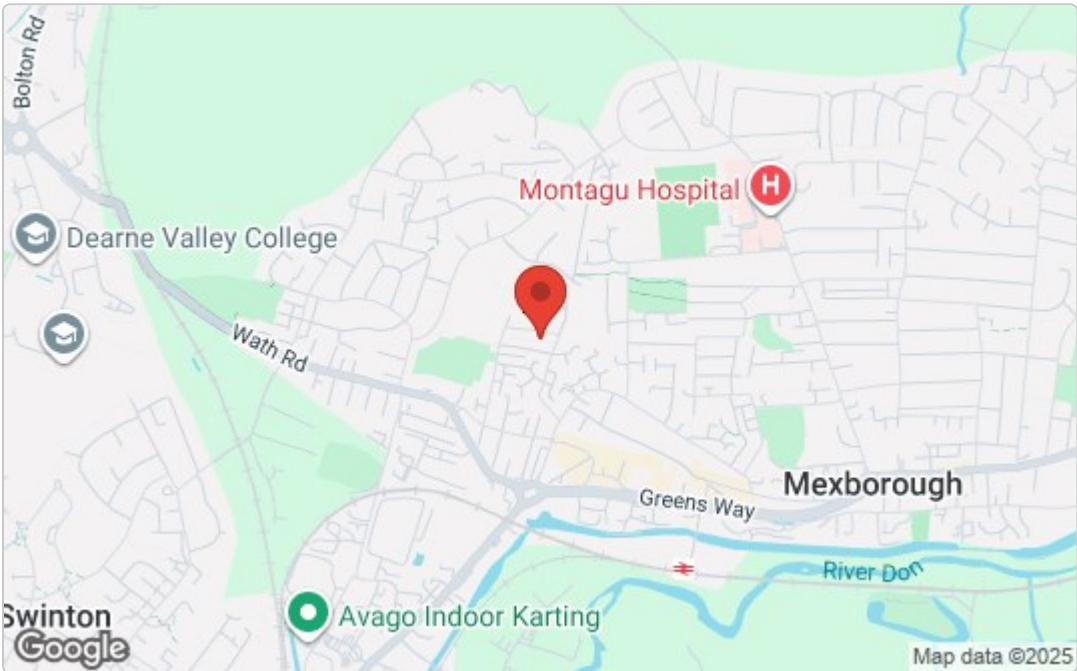 Bolton Rd
Montagu Hospital
H
Dearne Valley College
Wath Rd
Mexborough
Greens Way
River Don
Swinton
Avago Indoor Karting
Google
Map data ©2025